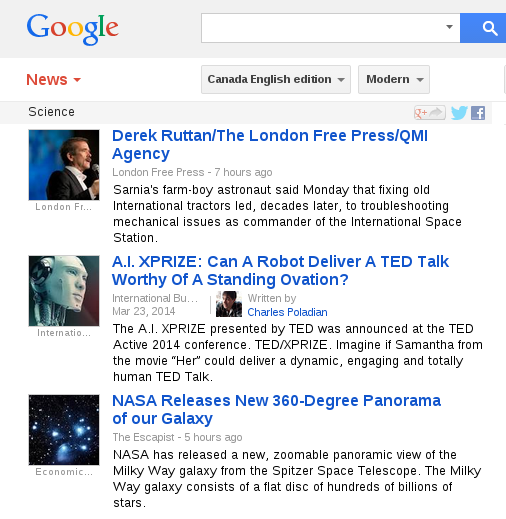 Google
News
Canada English edition
Modern
Science
g+
Derek Ruttan/The London Free Press/QMI
Agency
London Free Press - 7 hours ago
Sarnia's farm-boy astronaut said Monday that fixing old
International tractors led, decades later, to troubleshooting
mechanical issues as commander of the International Space
Station.
London Fr...
A.I. XPRIZE: Can A Robot Deliver A TED Talk
Worthy Of A Standing Ovation?
International Bu...
Mar 23, 2014
Written by
Charles Poladian
The A.I. XPRIZE presented by TED was announced at the TED
Active 2014 conference. TED/XPRIZE. Imagine if Samantha from
the movie “Her” could deliver a dynamic, engaging and totally
human TED Talk.
Internatio...
NASA Releases New 360-Degree Panorama
of our Galaxy
The Escapist - 5 hours ago
NASA has released a new, zoomable panoramic view of the
Milky Way galaxy from the Spitzer Space Telescope. The Milky
Way galaxy consists of a flat disc of hundreds of billions of
stars.
Economic...